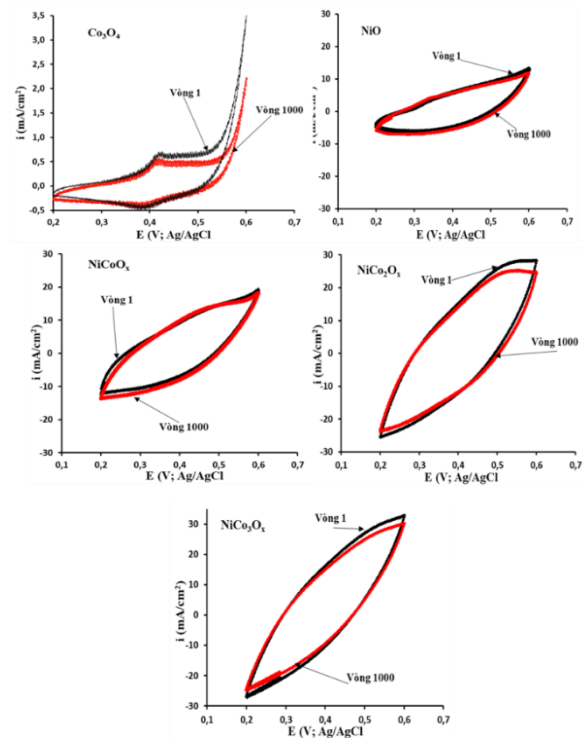 Co₃O₄
3,5
3,0
2,5
2,0
1,5
1,0
0,5
0,0
-0,5
i (mA/cm²)
Vòng 1
Vòng 1000
0,2 0,3 0,4 0,5 0,6 0,7
E (V; Ag/AgCl
NiO
30
20
10
0
-10
-20
-30
Vòng 1
Vòng 1000
0,1 0,2 0,3 0,4 0,5 0,6 0,7
E (V; Ag/AgCl
NiCoOₓ
30
20
10
0
-10
-20
-30
i (mA/cm²)
Vòng 1
Vòng 1000
0,1 0,2 0,3 0,4 0,5 0,6 0,7
E (V; Ag/AgCl
NiCo₂Oₓ
30
20
10
0
-10
-20
-30
i (mA/cm²)
Vòng 1
Vòng 1000
0,1 0,2 0,3 0,4 0,5 0,6 0,7
E (V; Ag/AgCl
NiCo₃Oₓ
30
20
10
0
-10
-20
-30
i (mA/cm²)
Vòng 1
Vòng 1000
0,1 0,2 0,3 0,4 0,5 0,6 0,7
E (V; Ag/AgCl